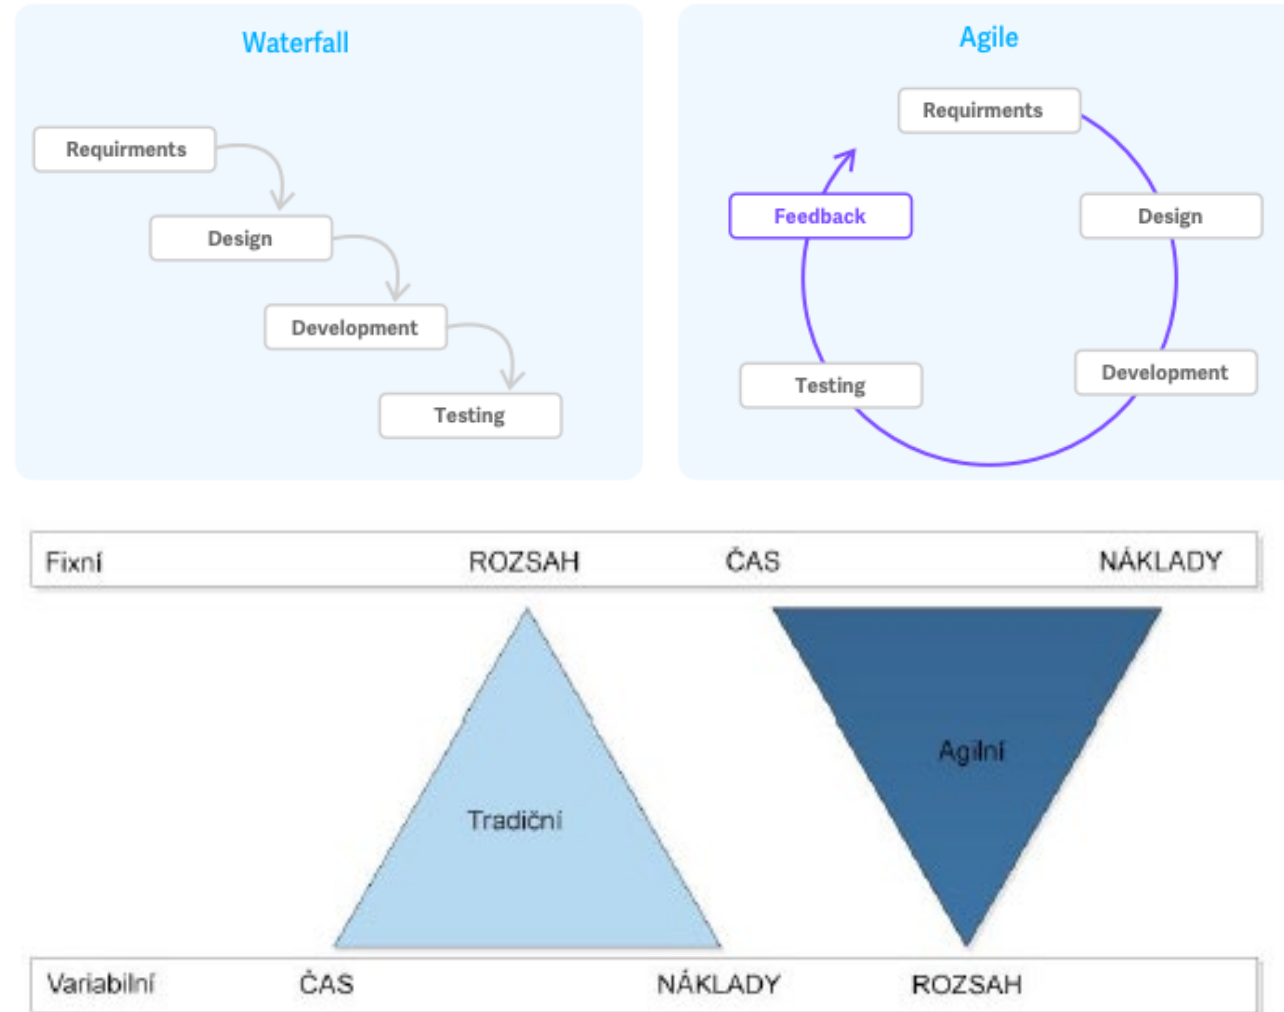 Waterfall
Requirments
Design
Development
Testing
Agile
Requirments
Design
Development
Testing
Feedback
Fixní ROZSAH ČAS NÁKLADY
Tradiční
Agilní
Variabilní ČAS NÁKLADY ROZSAH